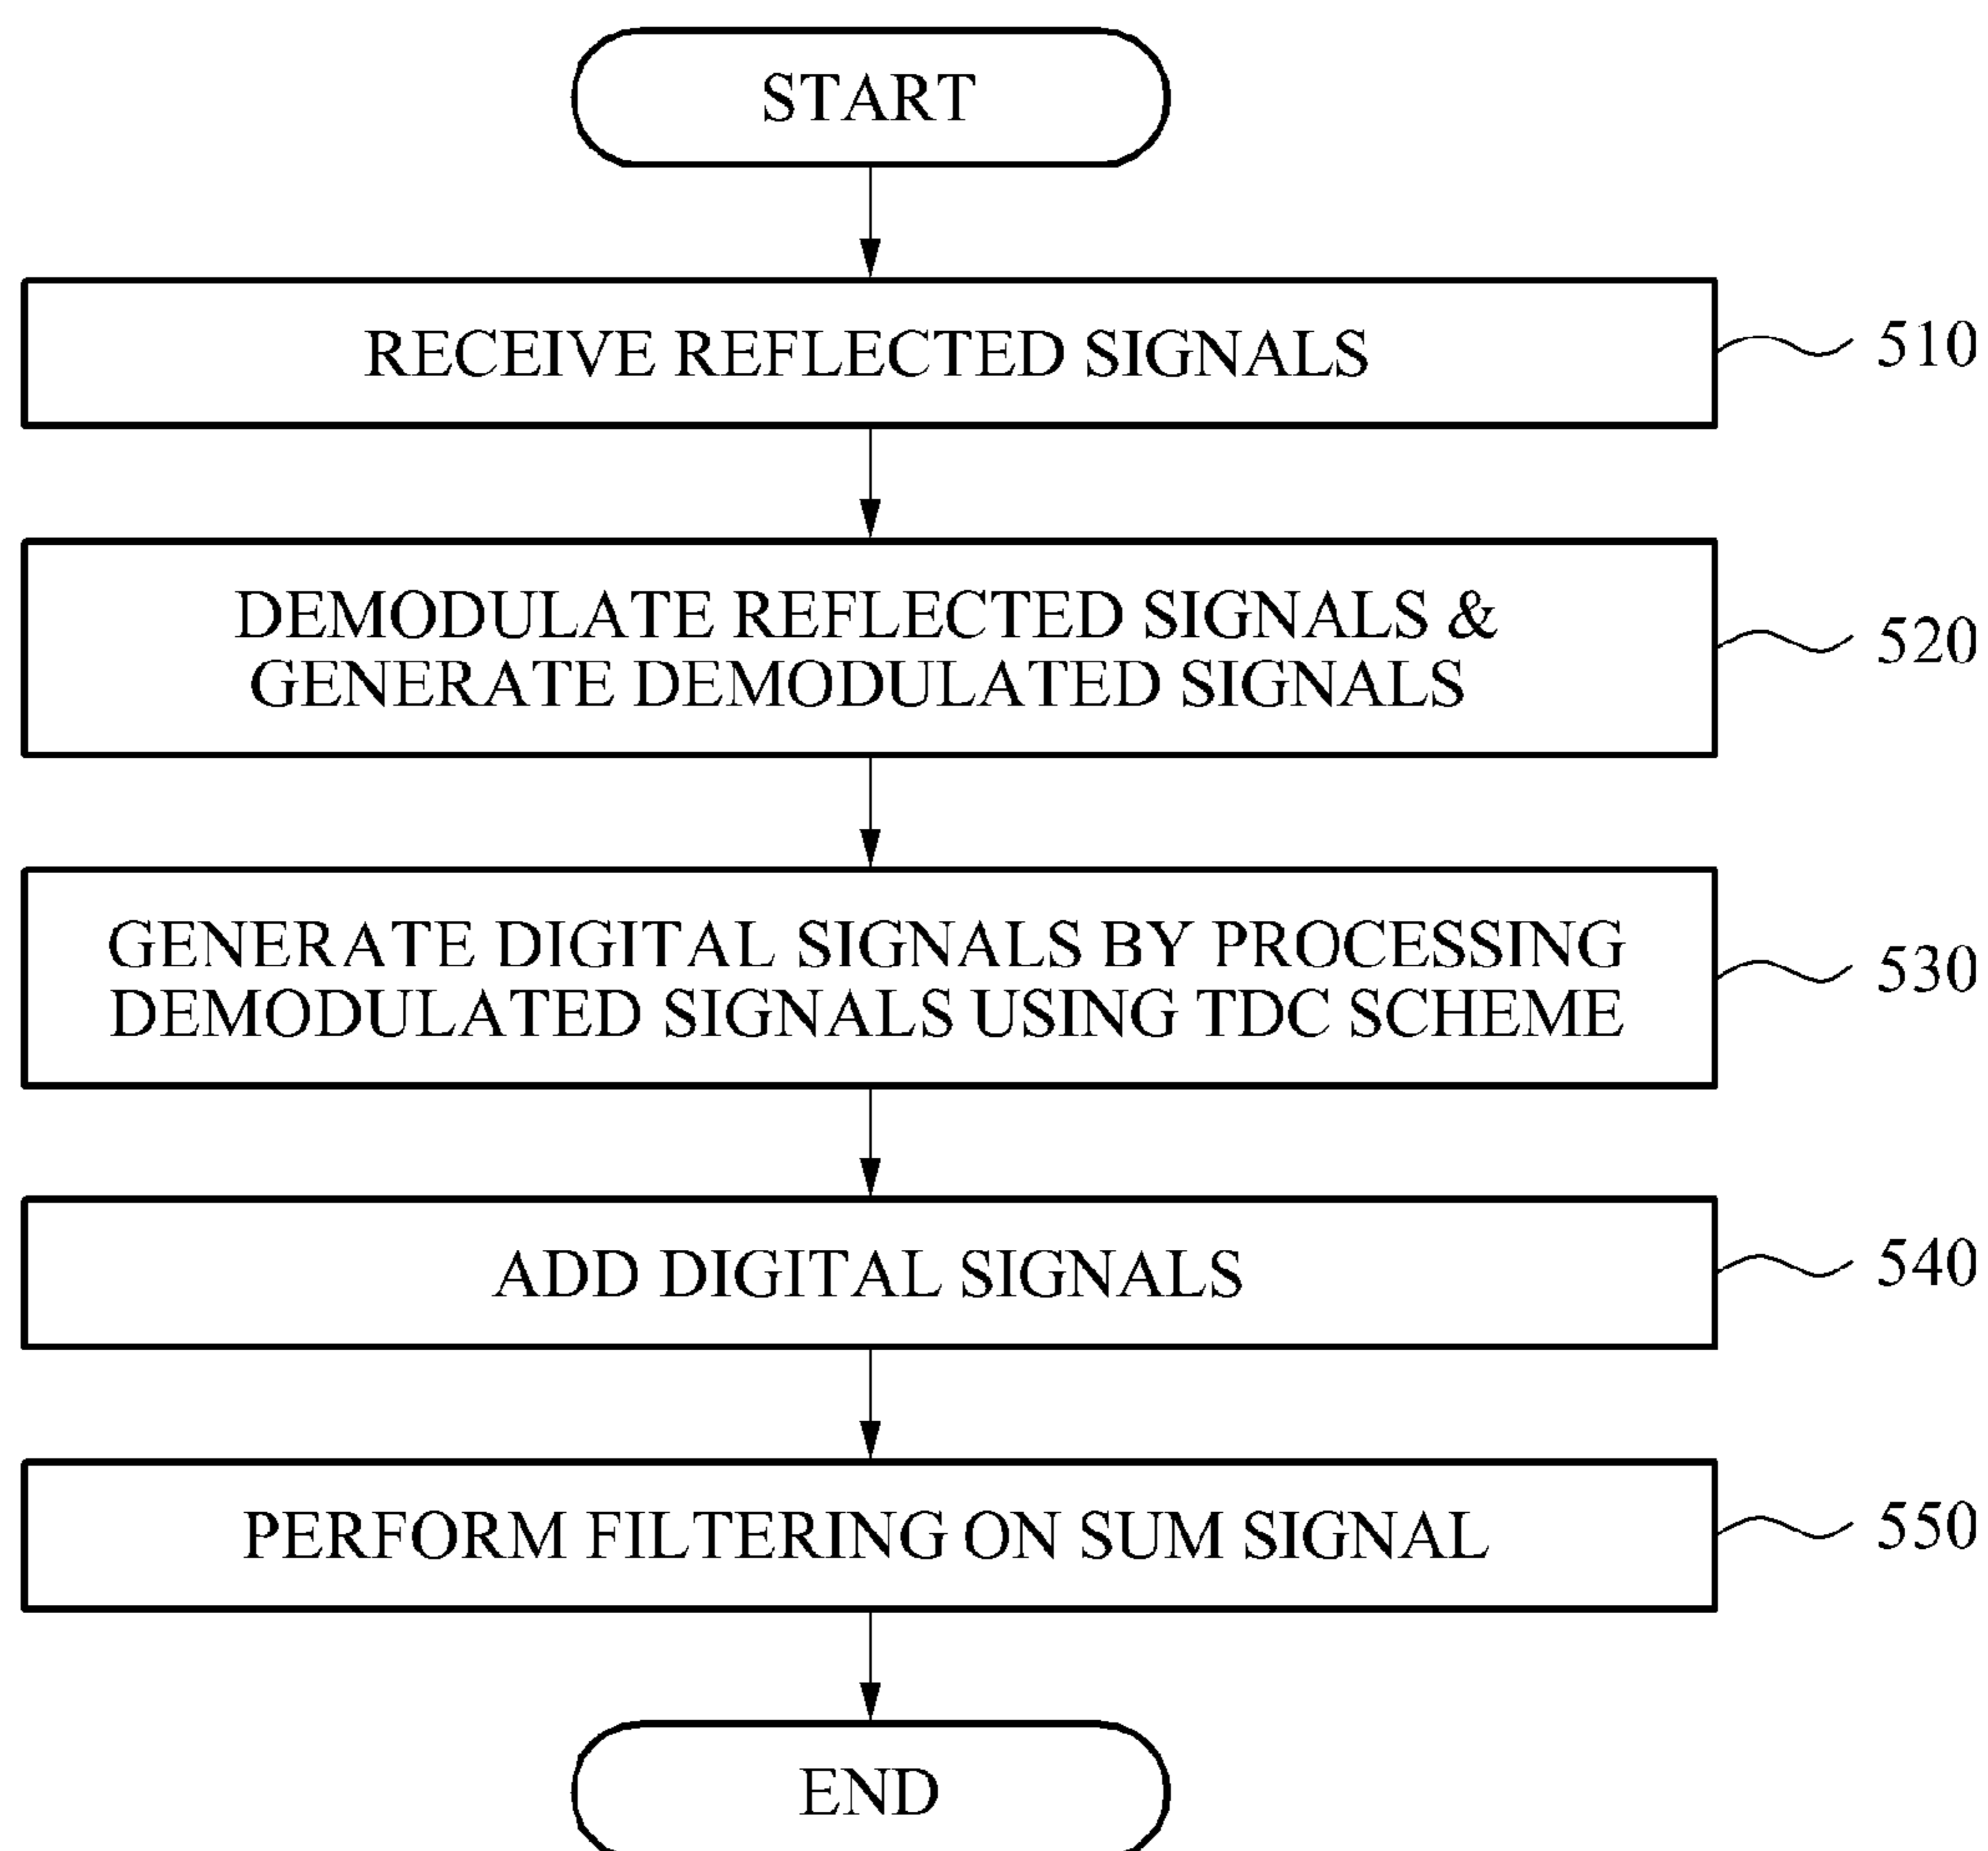 START
RECEIVE REFLECTED SIGNALS
510
DEMODULATE REFLECTED SIGNALS &
GENERATE DEMODULATED SIGNALS
520
GENERATE DIGITAL SIGNALS BY PROCESSING
DEMODULATED SIGNALS USING TDC SCHEME
530
ADD DIGITAL SIGNALS
540
PERFORM FILTERING ON SUM SIGNAL
550
END